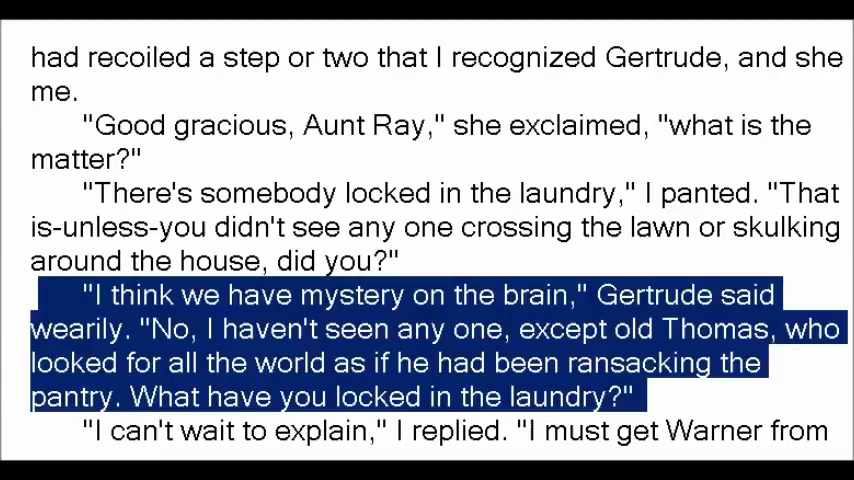 had recoiled a step or two that I recognized Gertrude, and she
me.
"Good gracious, Aunt Ray," she exclaimed, "what is the
matter?"
"There's somebody locked in the laundry," I panted. "That
is-unless-you didn't see any one crossing the lawn or skulking
around the house, did you?"
"I think we have mystery on the brain," Gertrude said
wearily. "No, I haven't seen any one, except old Thomas, who
looked for all the world as if he had been ransacking the
pantry. What have you locked in the laundry?"
"I can't wait to explain," I replied. "I must get Warner from